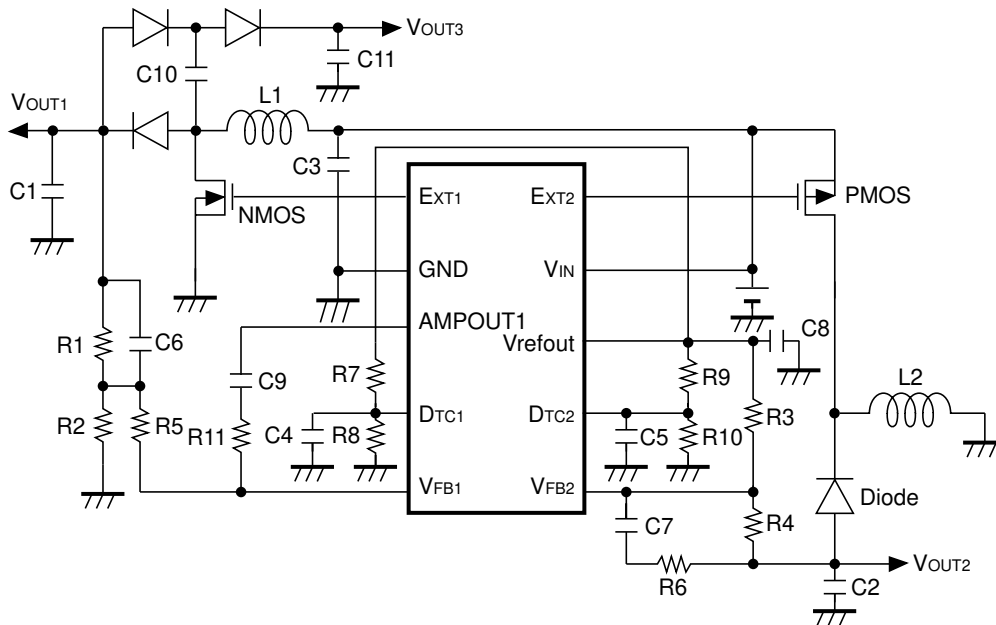 VOUT3
C11
C10
L1
VOUT1
C3
C1
NMOS
EXT1
EXT2
PMOS
GND
VIN
AMPOUT1
Vrefout
C8
R1
C6
C9
R7
R9
L2
R2
R5
R11
C4
R8
DTC1
DTC2
C5
R10
R3
VFB1
VFB2
Diode
C7
R4
R6
VOUT2
C2